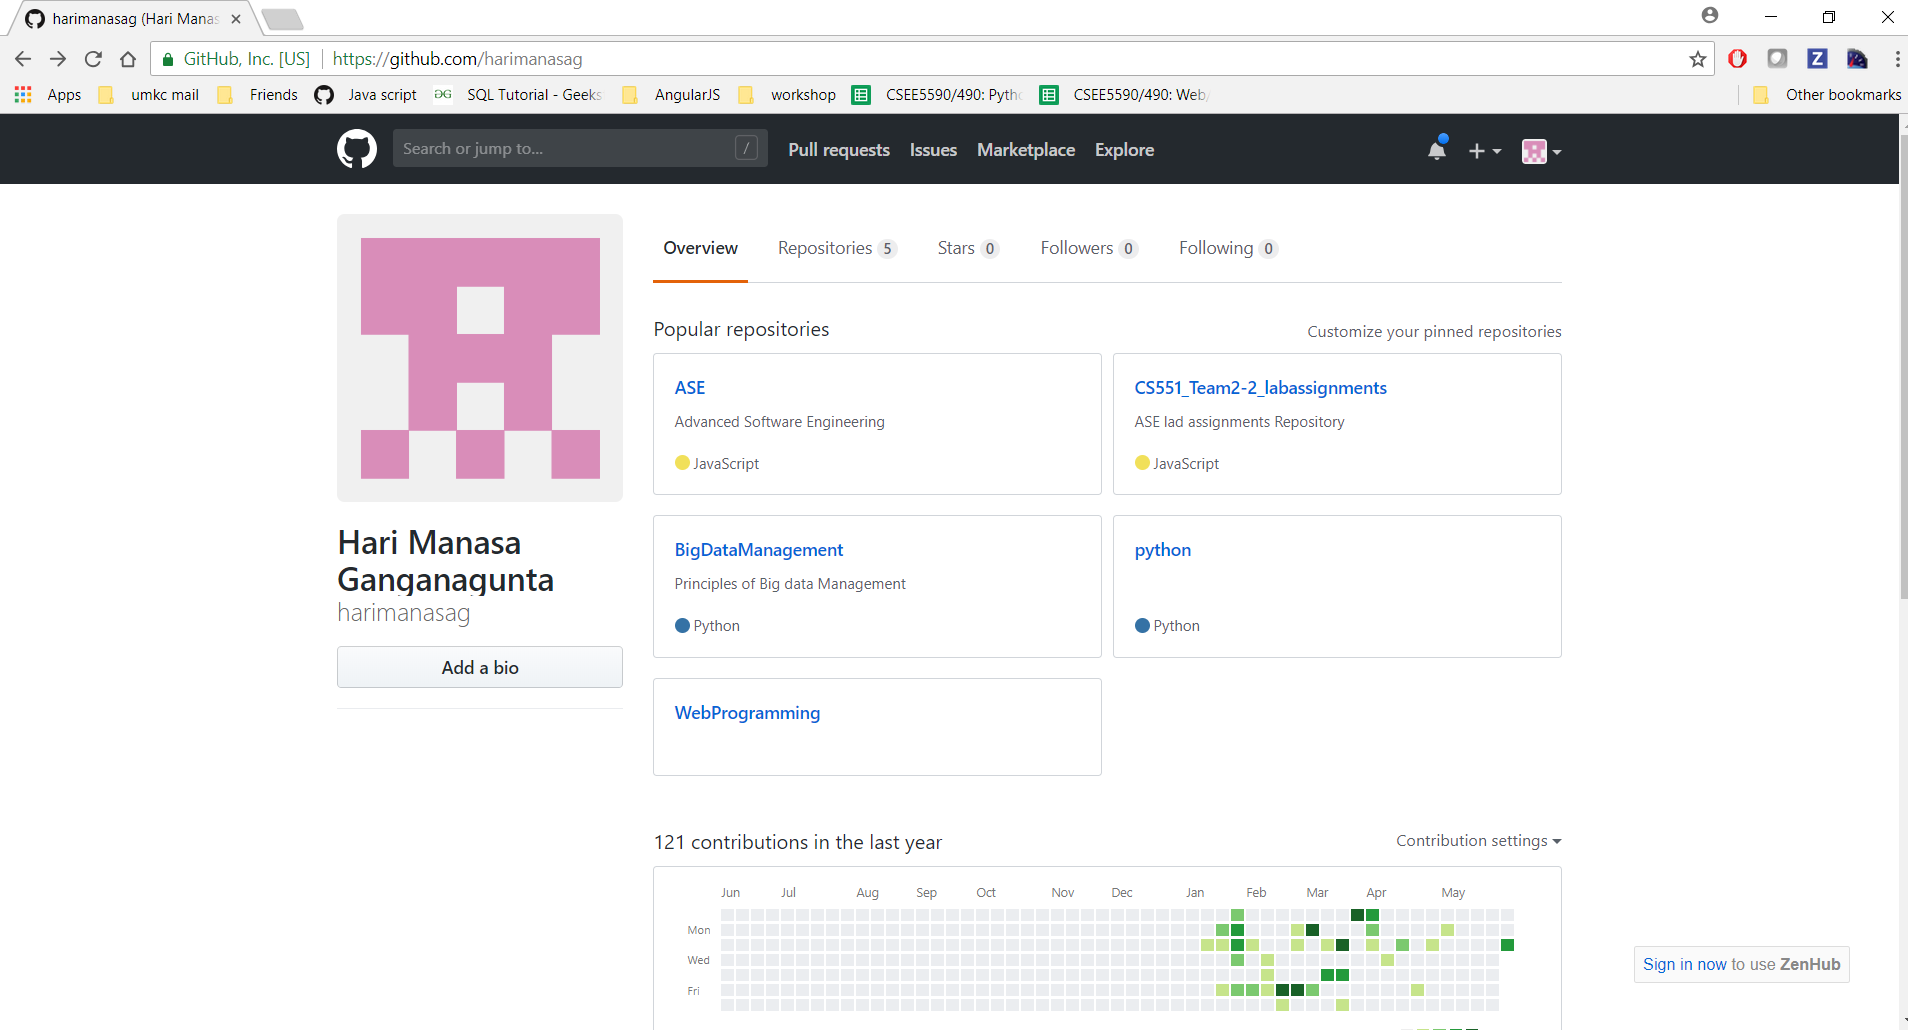 harimanasag (Hari Manas
GitHub, Inc. [US] https://github.com/harimanasag
Apps umkc mail Friends Java script SQL Tutorial - Geeks AngularJS workshop CSEE5590/490: Pytho CSEE5590/490: Web Other bookmarks
Search or jump to... / Pull requests Issues Marketplace Explore
Overview Repositories 5 Stars 0 Followers 0 Following 0
Popular repositories Customize your pinned repositories
ASE
Advanced Software Engineering
JavaScript
CS551_Team2-2_labassignments
ASE lad assignments Repository
JavaScript
Hari Manasa
Ganganagunta
harimanasag
Add a bio
BigDataManagement
Principles of Big data Management
Python
python
Python
WebProgramming
121 contributions in the last year Contribution settings
Jun Jul Aug Sep Oct Nov Dec Jan Feb Mar Apr May
Mon
Wed
Fri
Sign in now to use ZenHub